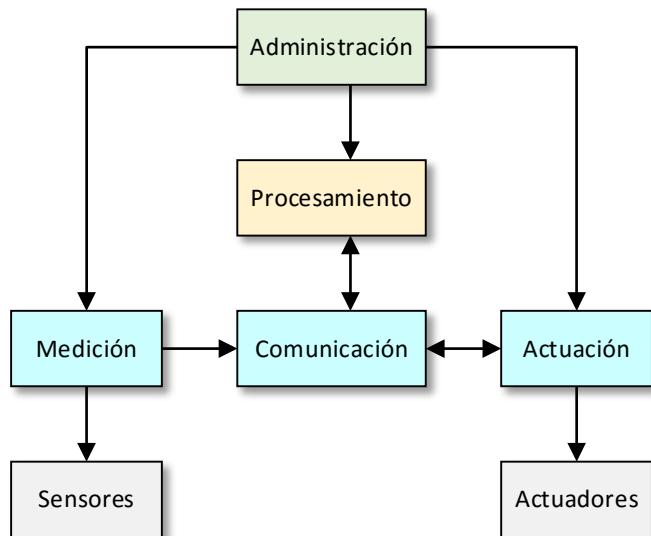 Administración
Procesamiento
Medición
Comunicación
Actuación
Sensores
Actuadores